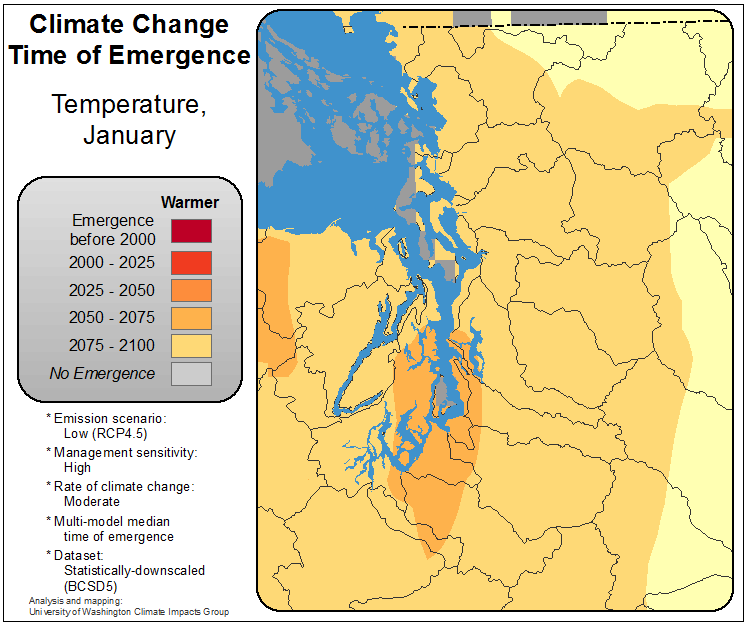 Climate Change
Time of Emergence
Temperature,
January
Warmer
Emergence
before 2000
2000 - 2025
2025 - 2050
2050 - 2075
2075 - 2100
No Emergence
* Emission scenario:
Low (RCP4.5)
* Management sensitivity:
High
* Rate of climate change:
Moderate
* Multi-model median
time of emergence
* Dataset:
Statistically-downscaled
(BCSD5)
Analysis and mapping:
University of Washington Climate Impacts Group